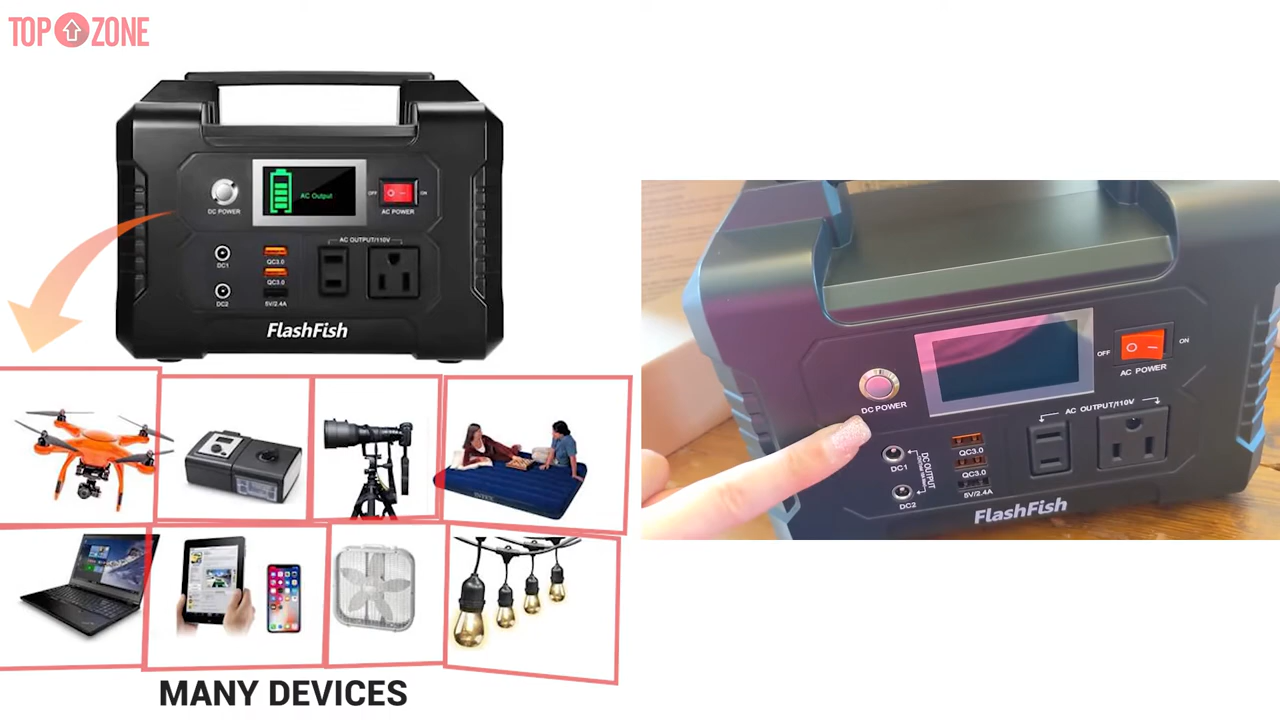 TOP ZONE
AC Output
OFF
ON
DC POWER
AC POWER
AC OUTPUT/110V
DC1
QC3.0
QC3.0
DC2
5V/2.4A
FlashFish
MANY DEVICES
OFF
ON
AC POWER
DC POWER
AC OUTPUT/110V
DC1
DC OUTPUT
QC3.0
QC3.0
DC2
5V/2.4A
FlashFish